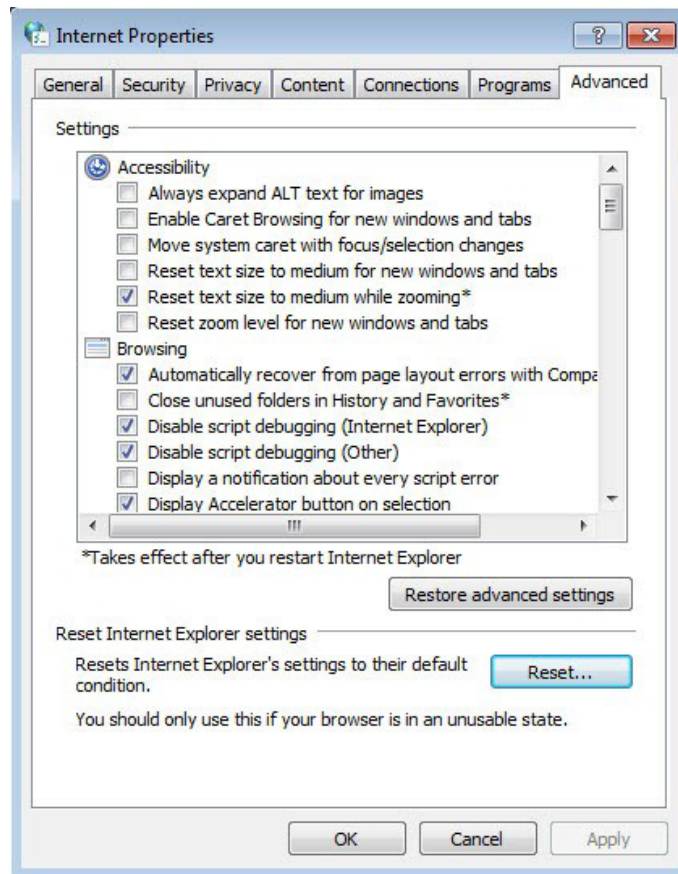 Internet Properties
General Security Privacy Content Connections Programs Advanced
Settings
Accessibility
Always expand ALT text for images
Enable Caret Browsing for new windows and tabs
Move system caret with focus/selection changes
Reset text size to medium for new windows and tabs
Reset text size to medium while zooming*
Reset zoom level for new windows and tabs
Browsing
Automatically recover from page layout errors with Compa
Close unused folders in History and Favorites*
Disable script debugging (Internet Explorer)
Disable script debugging (Other)
Display a notification about every script error
Display Accelerator button on selection
*Takes effect after you restart Internet Explorer
Restore advanced settings
Reset Internet Explorer settings
Resets Internet Explorer's settings to their default
condition.
Reset...
You should only use this if your browser is in an unusable state.
OK Cancel Apply